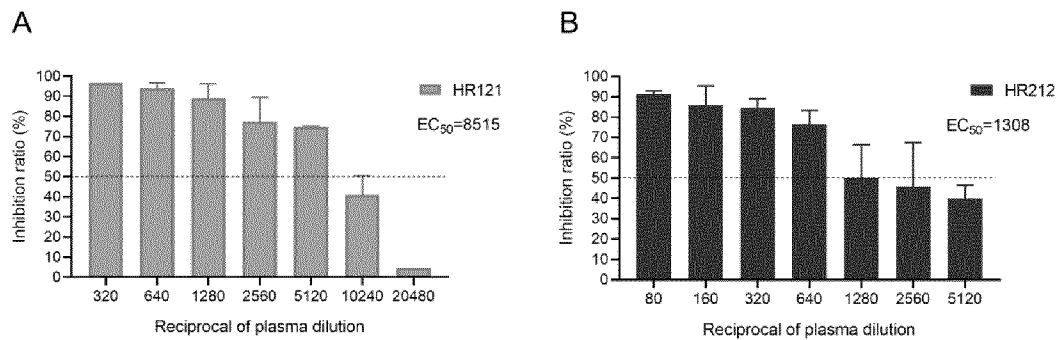 A
Inhibition ratio (%)
100
90
80
70
60
50
40
30
20
10
0
HR121
EC50=8515
320 640 1280 2560 5120 10240 20480
Reciprocal of plasma dilution
B
Inhibition ratio (%)
100
90
80
70
60
50
40
30
20
10
0
HR212
EC50=1308
80 160 320 640 1280 2560 5120
Reciprocal of plasma dilution